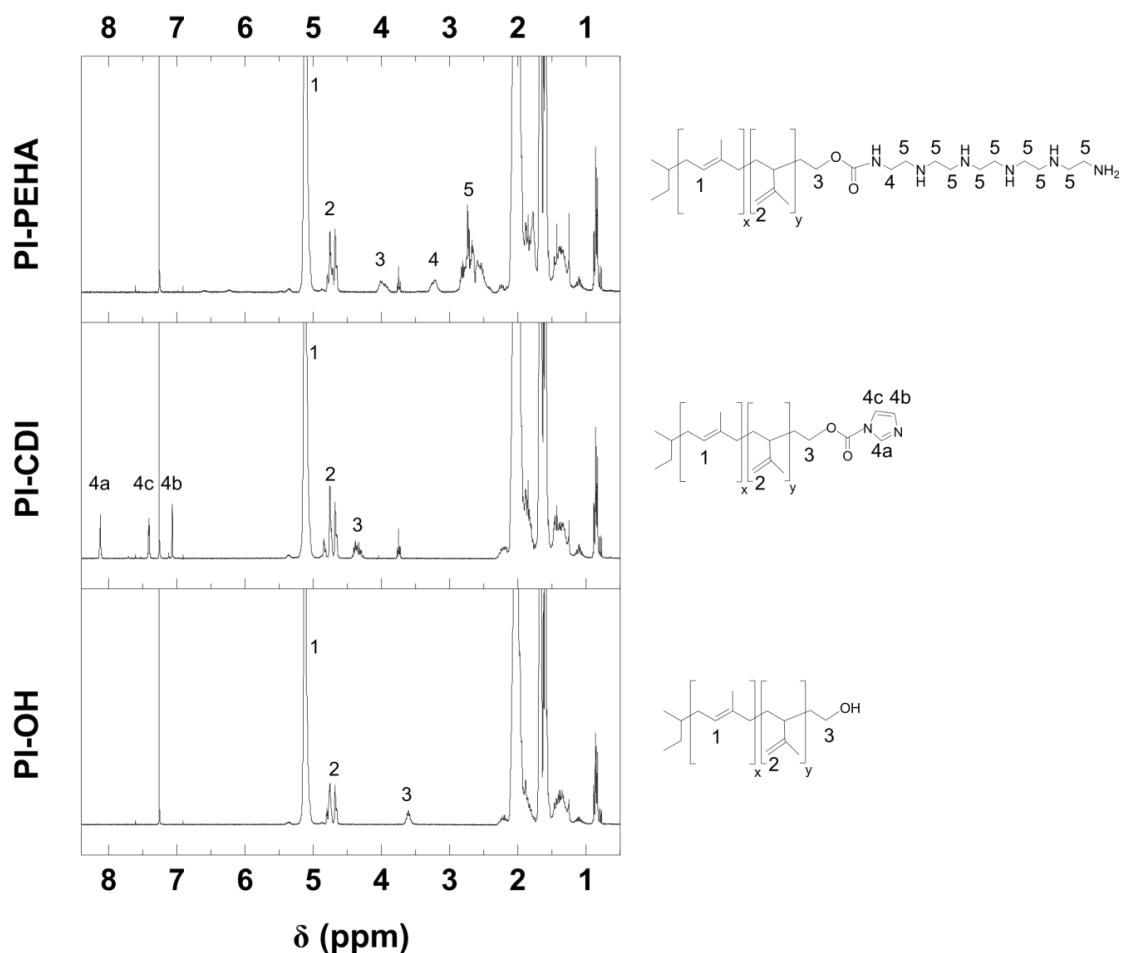 8 7 6 5 4 3 2 1
PI-PEHA
1
2
3
4
5
H N 5 5 H N 5 5 H N 5 5 H N 5 5 H N 5 5 NH2
O O N H 4
1 2 3
x y
PI-CDI
4a 4c 4b
1
2
3
4c 4b
O N N
O 4a
1 2 3
x y
PI-OH
1
2
3
OH
1 2 3
x y
8 7 6 5 4 3 2 1
δ (ppm)